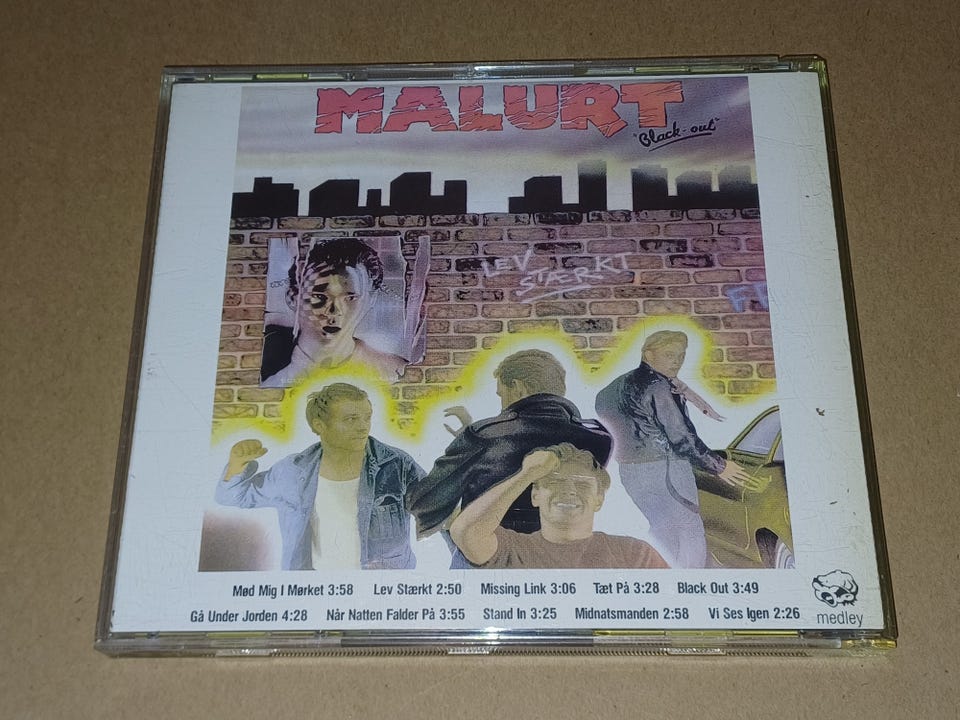 MALURT
"Black-out"
LEV
STÆRKT
Mød Mig I Mørket 3:58 Lev Stærkt 2:50 Missing Link 3:06 Tæt På 3:28 Black Out 3:49
Gå Under Jorden 4:28 Når Natten Falder På 3:55 Stand In 3:25 Midnatsmanden 2:58 Vi Ses Igen 2:26
medley